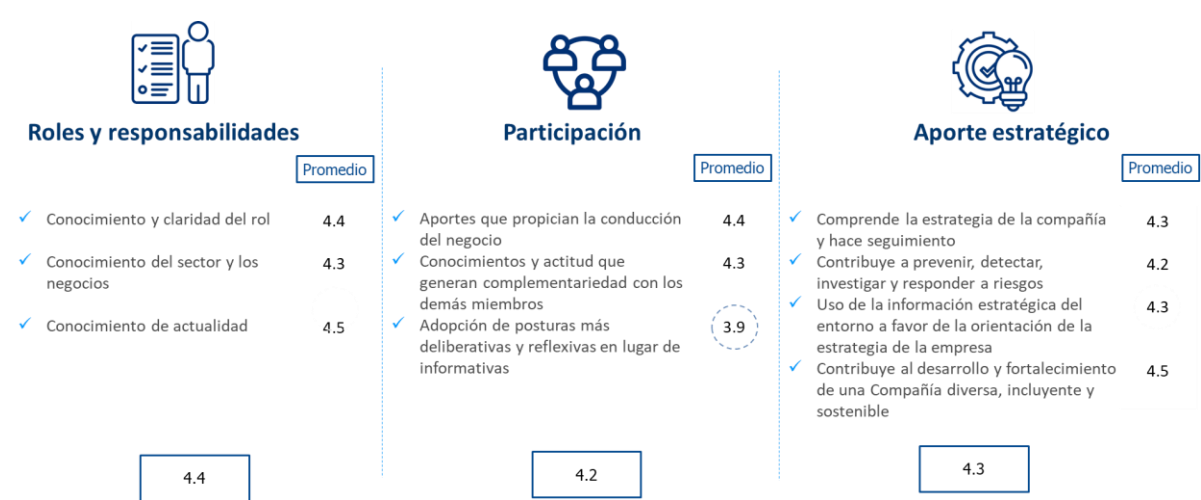 Roles y responsabilidades
Promedio
Conocimiento y claridad del rol
4.4
Conocimiento del sector y los
negocios
4.3
Conocimiento de actualidad
4.5
4.4
Participación
Promedio
Aportes que propician la conducción
del negocio
4.4
Conocimientos y actitud que
generan complementariedad con los
demás miembros
4.3
Adopción de posturas más
deliberativas y reflexivas en lugar de
informativas
3.9
4.2
Aporte estratégico
Promedio
Comprende la estrategia de la compañía
y hace seguimiento
4.3
Contribuye a prevenir, detectar,
investigar y responder a riesgos
4.2
Uso de la información estratégica del
entorno a favor de la orientación de la
estrategia de la empresa
4.3
Contribuye al desarrollo y fortalecimiento
de una Compañía diversa, incluyente y
sostenible
4.5
4.3